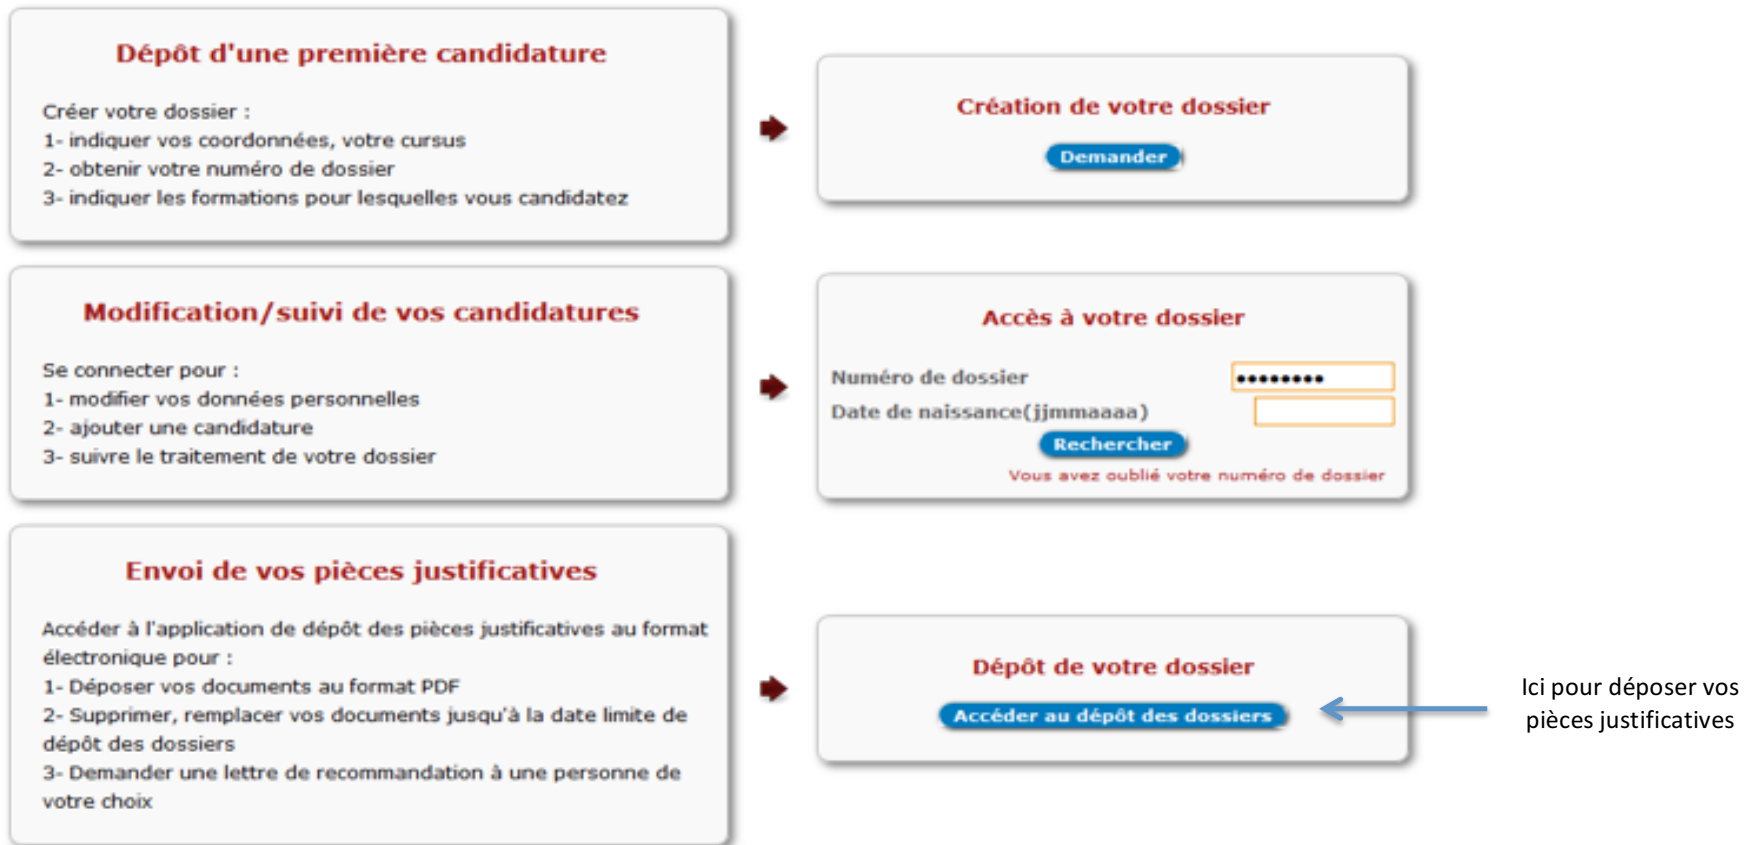 Dépôt d'une première candidature
Créer votre dossier :
1- indiquer vos coordonnées, votre cursus
2- obtenir votre numéro de dossier
3- indiquer les formations pour lesquelles vous candidatez
Création de votre dossier
Demander
Modification/suivi de vos candidatures
Se connecter pour :
1- modifier vos données personnelles
2- ajouter une candidature
3- suivre le traitement de votre dossier
Accès à votre dossier
Numéro de dossier ••••••••
Date de naissance(jjmmaaaa)
Rechercher
Vous avez oublié votre numéro de dossier
Envoi de vos pièces justificatives
Accéder à l'application de dépôt des pièces justificatives au format
électronique pour :
1- Déposer vos documents au format PDF
2- Supprimer, remplacer vos documents jusqu'à la date limite de
dépôt des dossiers
3- Demander une lettre de recommandation à une personne de
votre choix
Dépôt de votre dossier
Accéder au dépôt des dossiers
Ici pour déposer vos
pièces justificatives